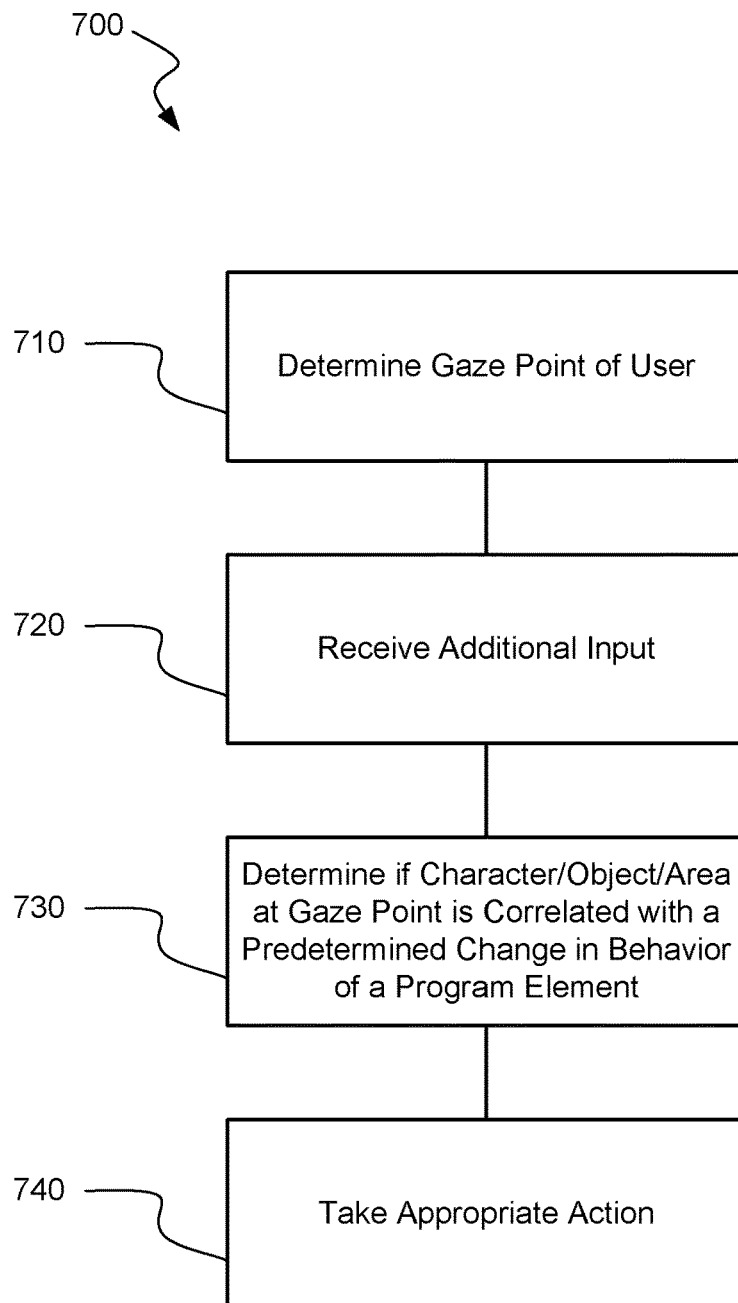 700
710
Determine Gaze Point of User
720
Receive Additional Input
730
Determine if Character/Object/Area
at Gaze Point is Correlated with a
Predetermined Change in Behavior
of a Program Element
740
Take Appropriate Action